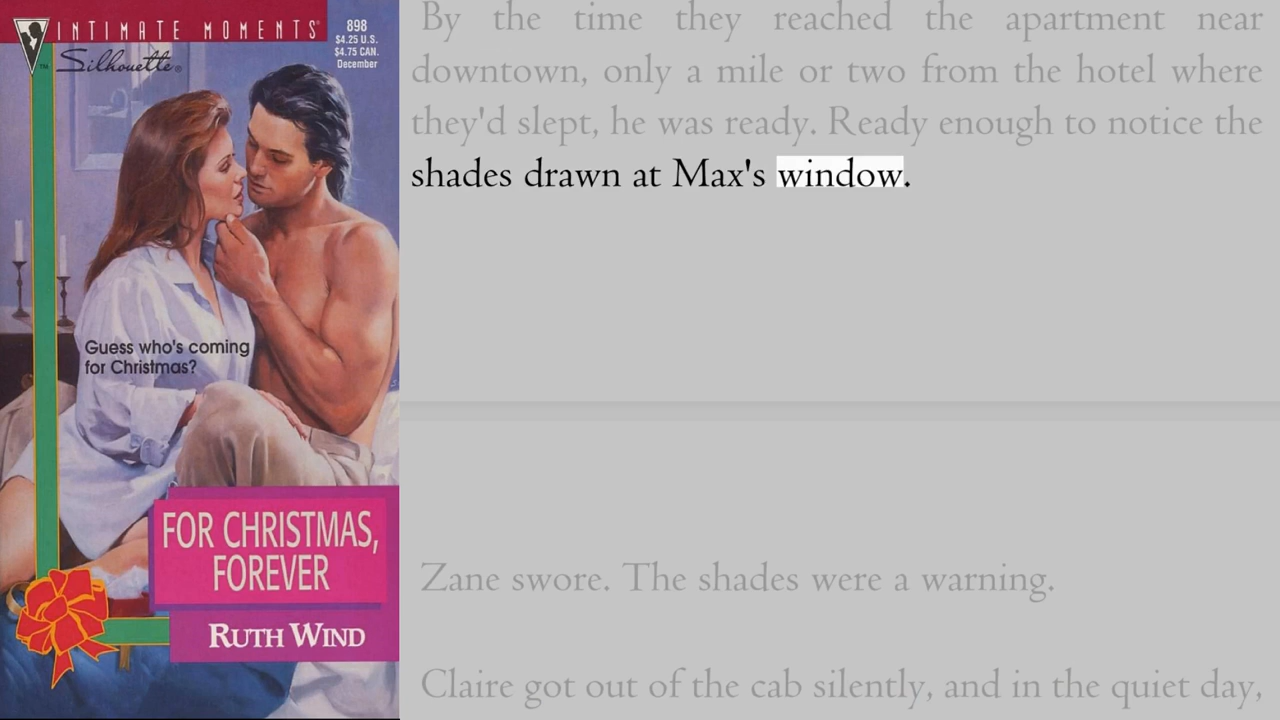 INTIMATE MOMENTS®
Silhouette®
TM
898
$4.25 U.S.
$4.75 CAN.
December
Guess who's coming
for Christmas?
FOR CHRISTMAS,
FOREVER
RUTH WIND
By the time they reached the apartment near
downtown, only a mile or two from the hotel where
they'd slept, he was ready. Ready enough to notice the
shades drawn at Max's window.
Zane swore. The shades were a warning.
Claire got out of the cab silently, and in the quiet day,